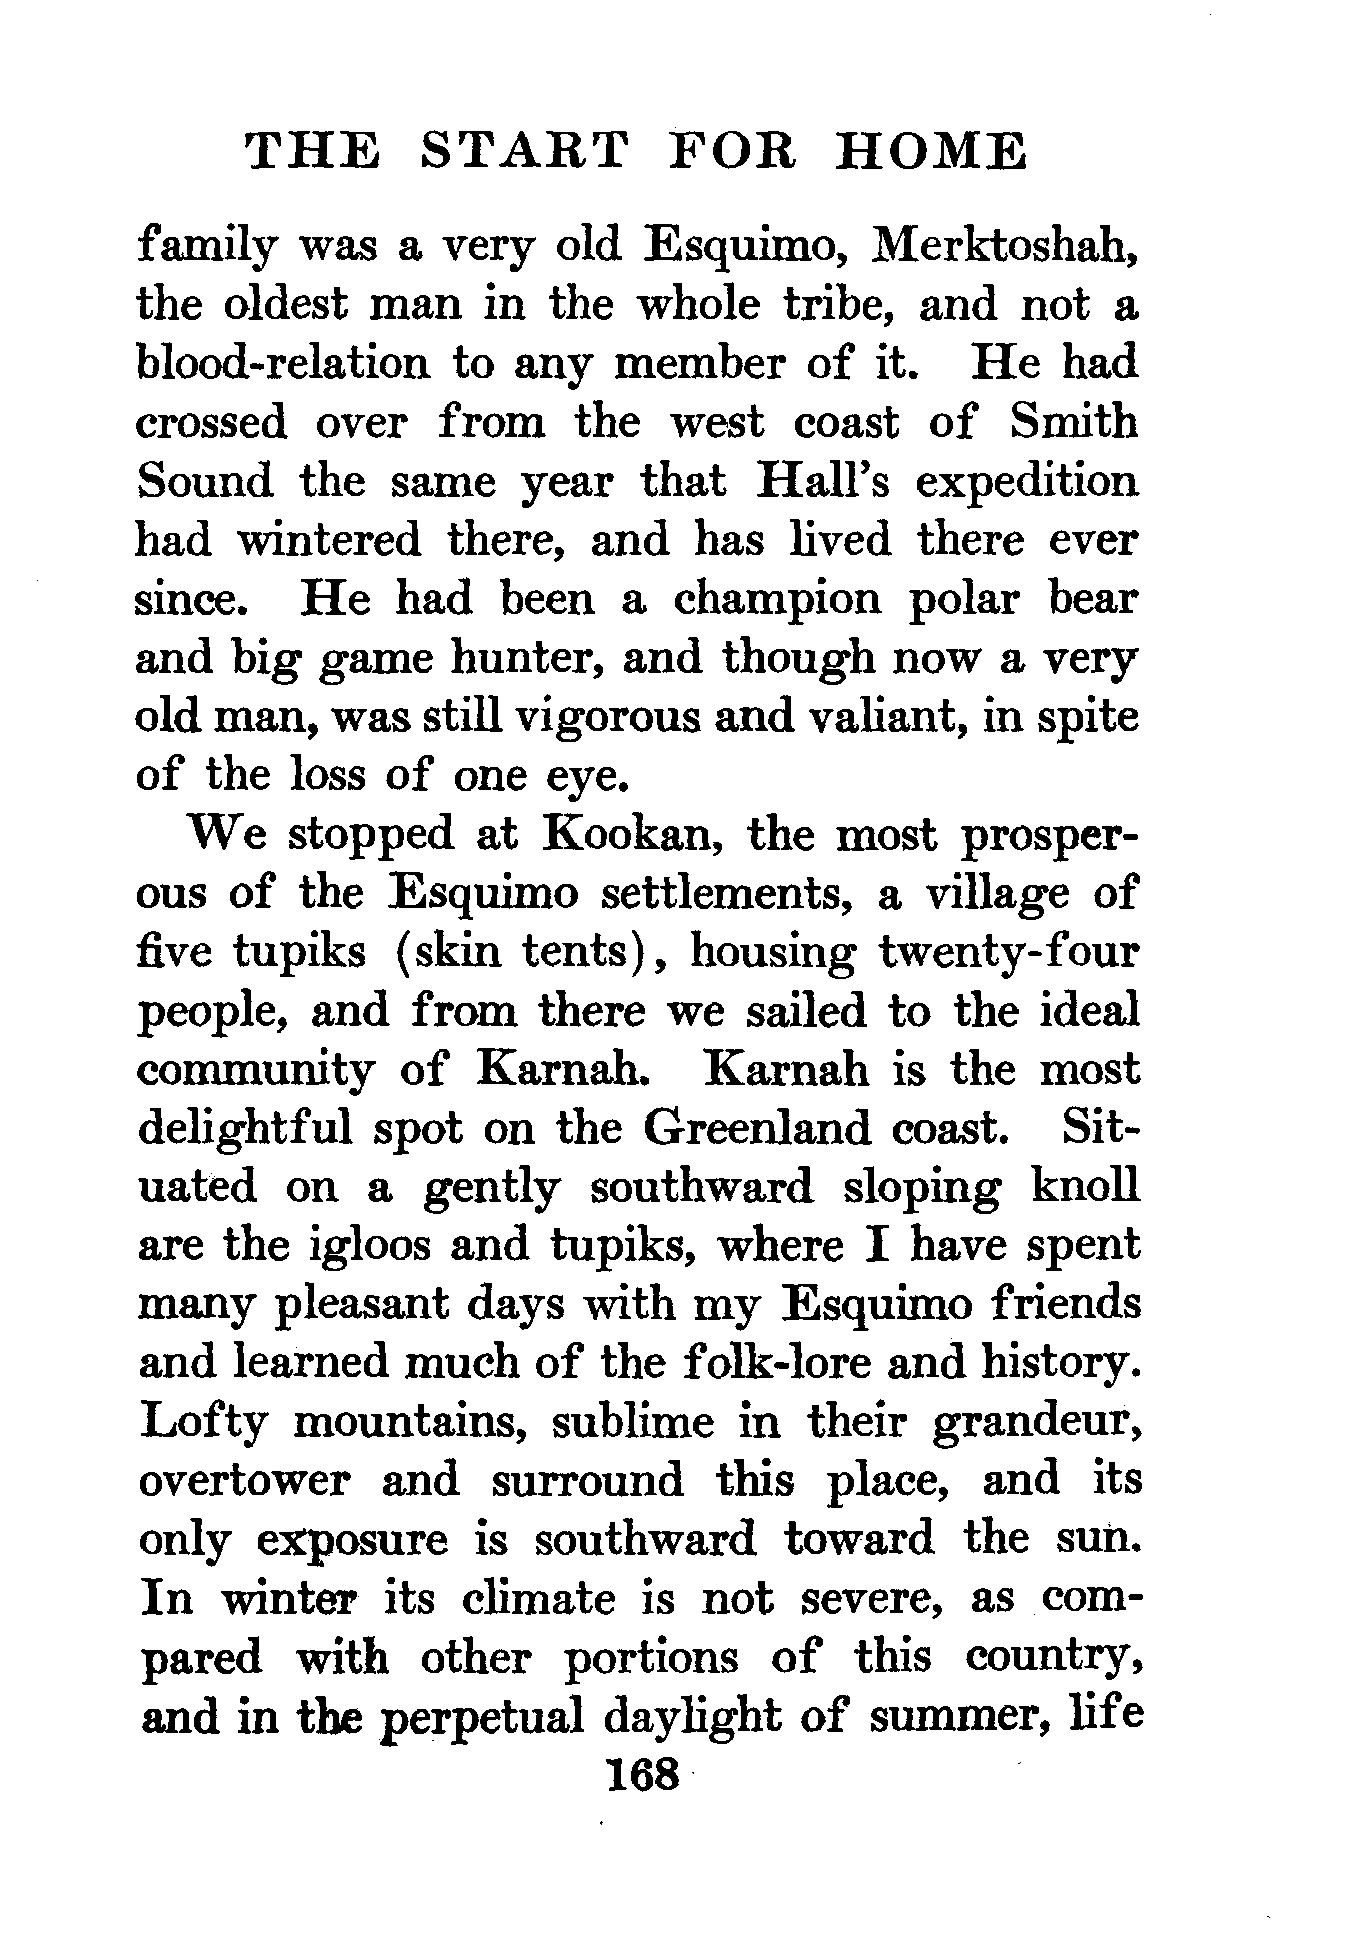 THE START FOR HOME
family was a very old Esquimo, Merktoshah,
the oldest man in the whole tribe, and not a
blood-relation to any member of it. He had
crossed over from the west coast of Smith
Sound the same year that Hall's expedition
had wintered there, and has lived there ever
since. He had been a champion polar bear
and big game hunter, and though now a very
old man, was still vigorous and valiant, in spite
of the loss of one eye.
We stopped at Kookan, the most prosper-
ous of the Esquimo settlements, a village of
five tupiks (skin tents), housing twenty-four
people, and from there we sailed to the ideal
community of Karnah. Karnah is the most
delightful spot on the Greenland coast. Sit-
uated on a gently southward sloping knoll
are the igloos and tupiks, where I have spent
many pleasant days with my Esquimo friends
and learned much of the folk-lore and history.
Lofty mountains, sublime in their grandeur,
overtower and surround this place, and its
only exposure is southward toward the sun.
In winter its climate is not severe, as com-
pared with other portions of this country,
and in the perpetual daylight of summer, life
168